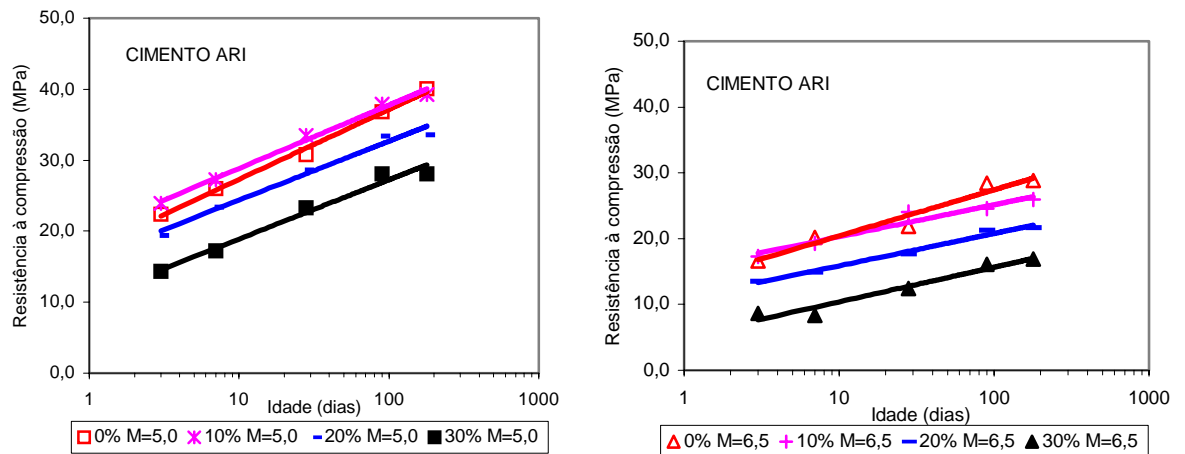 Resistência à compressão (MPa)
50,0
40,0
30,0
20,0
10,0
0,0
CIMENTO ARI
1
10
100
1000
Idade (dias)
0% M=5,0 10% M=5,0 20% M=5,0 30% M=5,0
Resistência à compressão (MPa)
50,0
40,0
30,0
20,0
10,0
0,0
CIMENTO ARI
1
10
100
1000
Idade (dias)
0% M=6,5 10% M=6,5 20% M=6,5 30% M=6,5